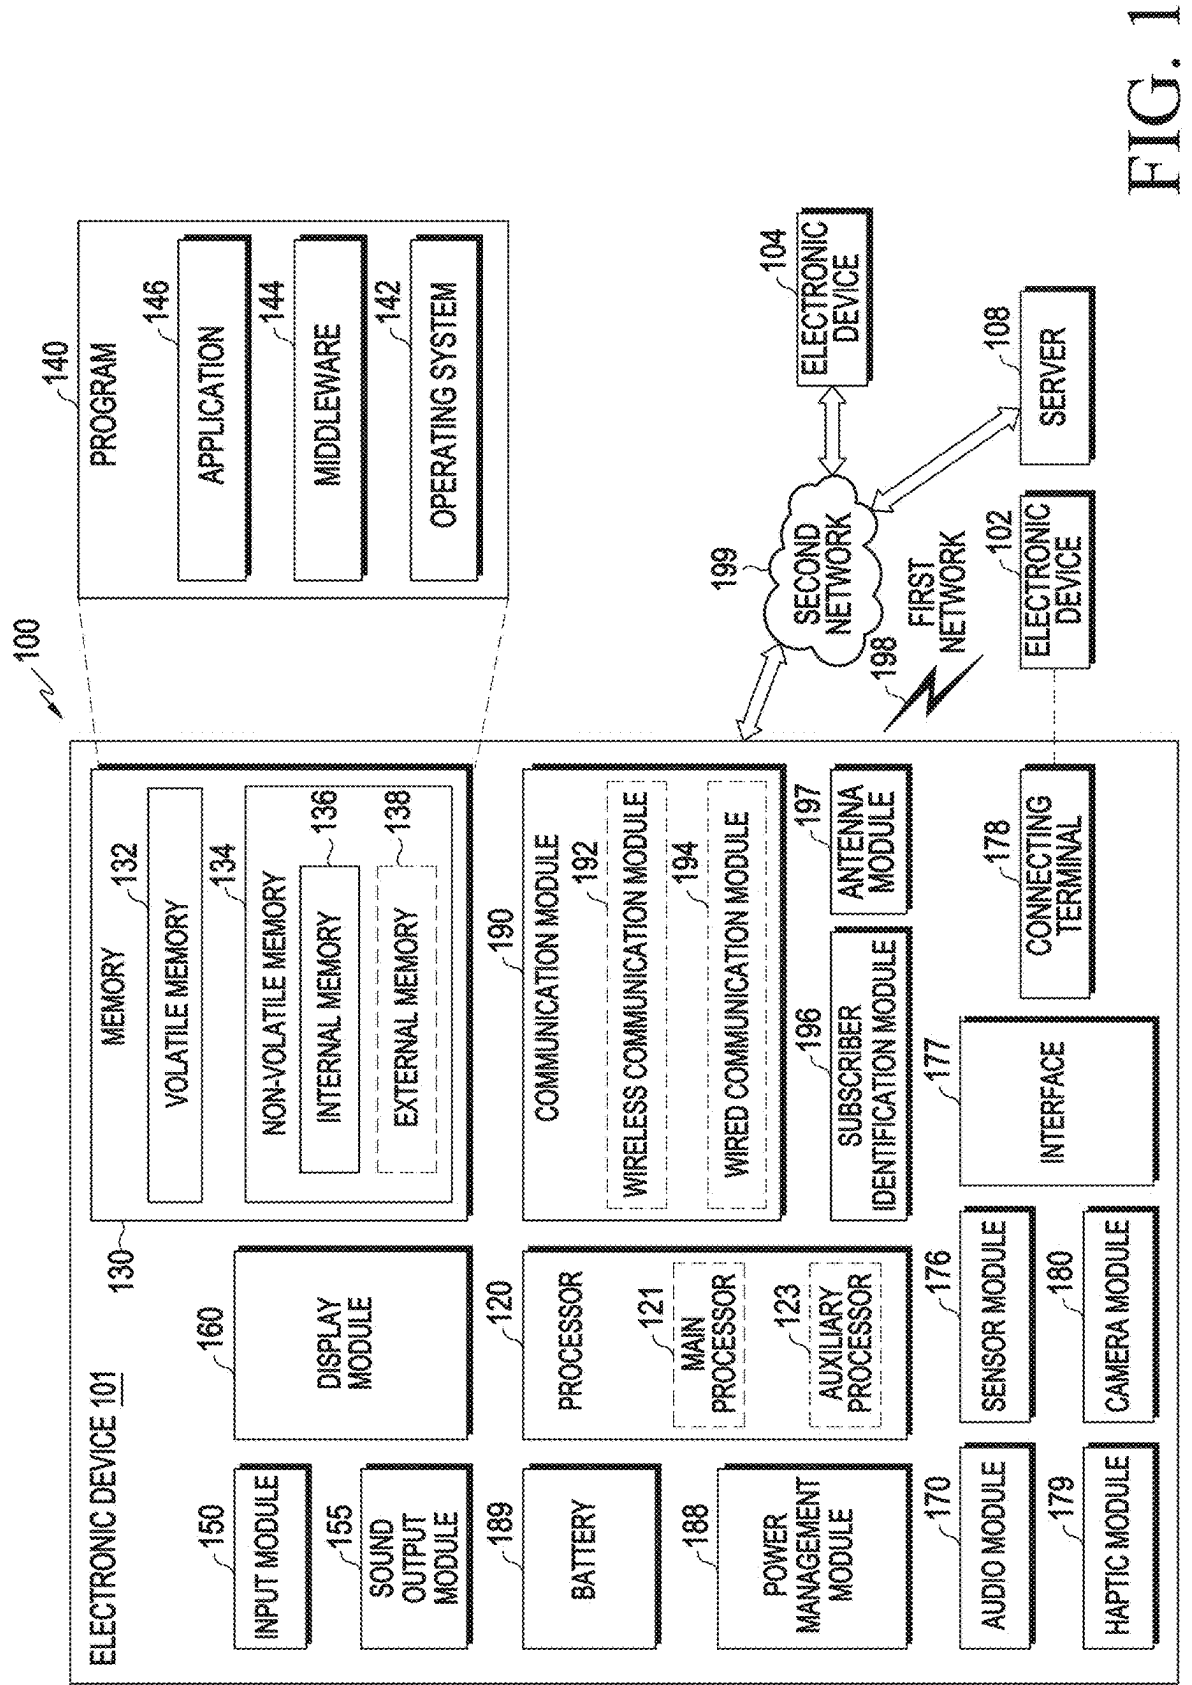 100
ELECTRONIC DEVICE 101
150
INPUT MODULE
155
SOUND
OUTPUT
MODULE
160
DISPLAY
MODULE
130
MEMORY
132
VOLATILE MEMORY
134
NON-VOLATILE MEMORY
136
INTERNAL MEMORY
138
EXTERNAL MEMORY
140
PROGRAM
146
APPLICATION
144
MIDDLEWARE
142
OPERATING SYSTEM
189
BATTERY
188
POWER
MANAGEMENT
MODULE
120
PROCESSOR
121
MAIN
PROCESSOR
123
AUXILIARY
PROCESSOR
190
COMMUNICATION MODULE
192
WIRELESS COMMUNICATION MODULE
194
WIRED COMMUNICATION MODULE
196
SUBSCRIBER
IDENTIFICATION MODULE
197
ANTENNA
MODULE
199
SECOND
NETWORK
104
ELECTRONIC
DEVICE
198
FIRST
NETWORK
170
AUDIO MODULE
176
SENSOR MODULE
177
INTERFACE
178
CONNECTING
TERMINAL
102
ELECTRONIC
DEVICE
108
SERVER
179
HAPTIC MODULE
180
CAMERA MODULE
FIG. 1